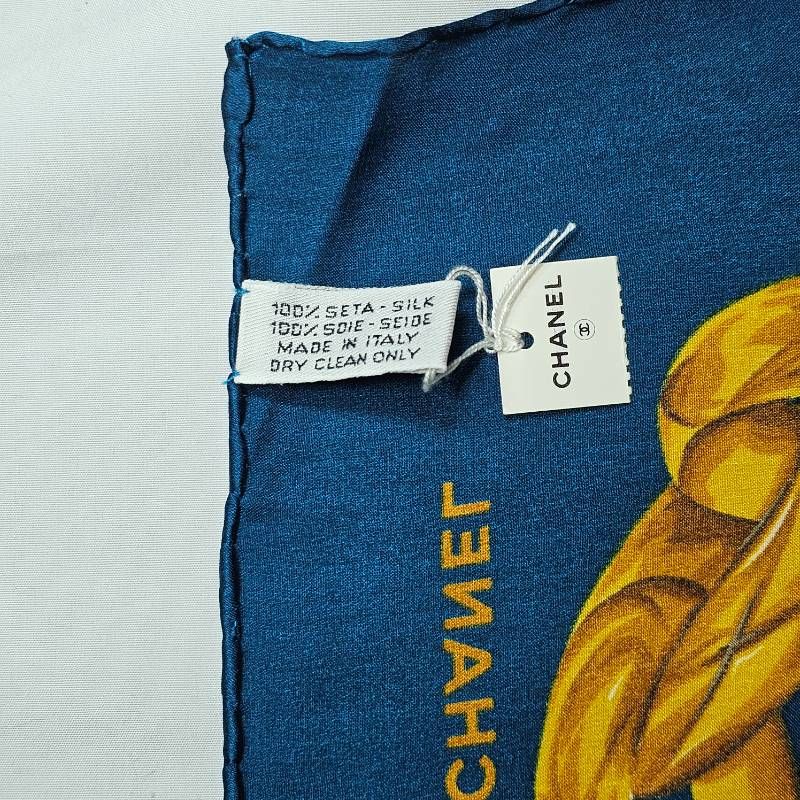 100% SETA - SILK
100% SOIE - SEIDE
MADE IN ITALY
DRY CLEAN ONLY
CHANEL
CHANEL